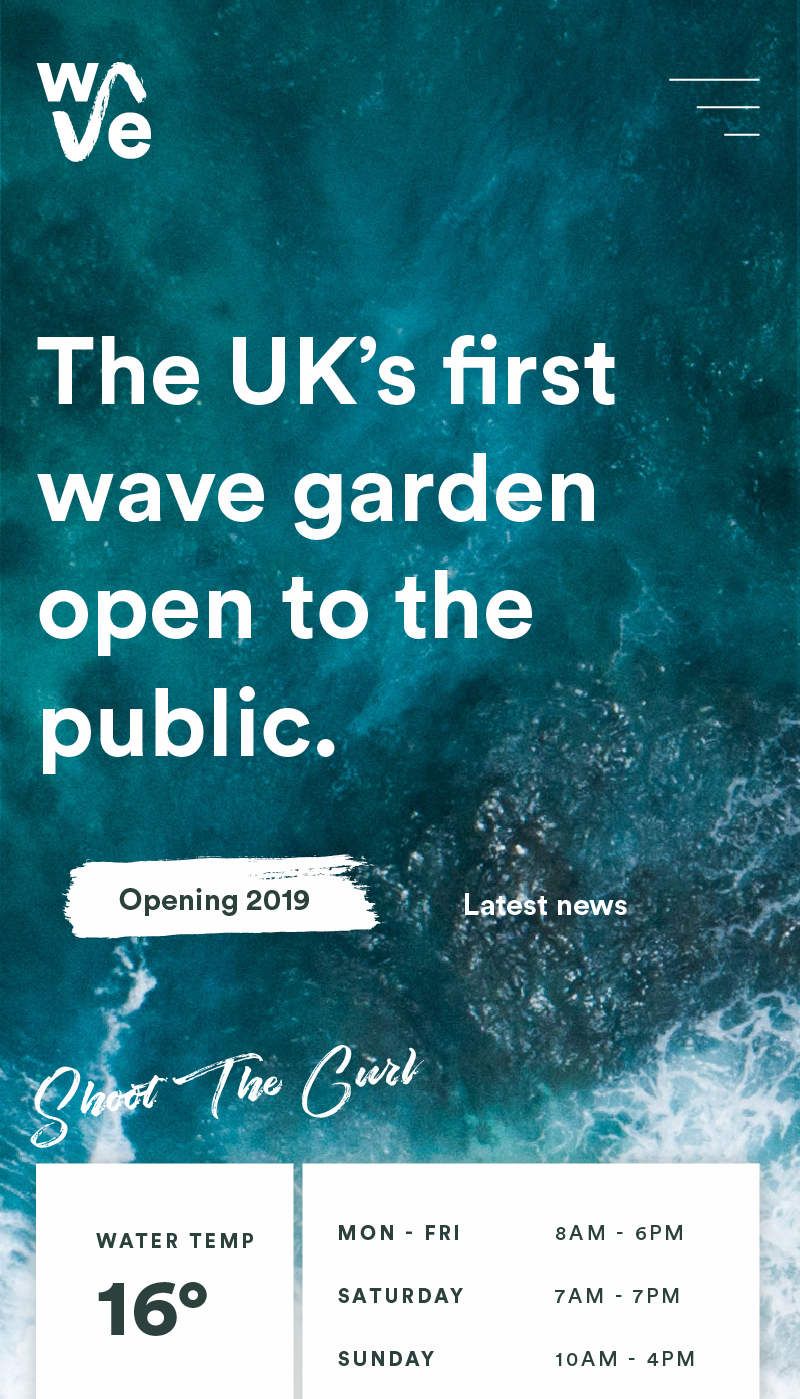 wave
The UK’s first
wave garden
open to the
public.
Opening 2019
Latest news
Shoot The Curl
WATER TEMP
16°
MON - FRI 8AM - 6PM
SATURDAY 7AM - 7PM
SUNDAY 10AM - 4PM